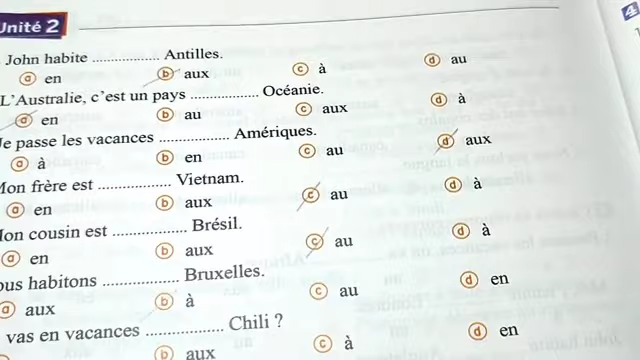 Unité 2
4
John habite .................. Antilles.
a en b aux c à d au
L'Australie, c'est un pays .................. Océanie.
a en b au c aux d à
Je passe les vacances .................. Amériques.
a à b en c au d aux
Mon frère est .................. Vietnam.
a en b aux c au d à
Mon cousin est .................. Brésil.
a en b aux c au d à
ous habitons .................. Bruxelles.
a aux b à c au d en
vas en vacances .................. Chili ?
b aux c à d en